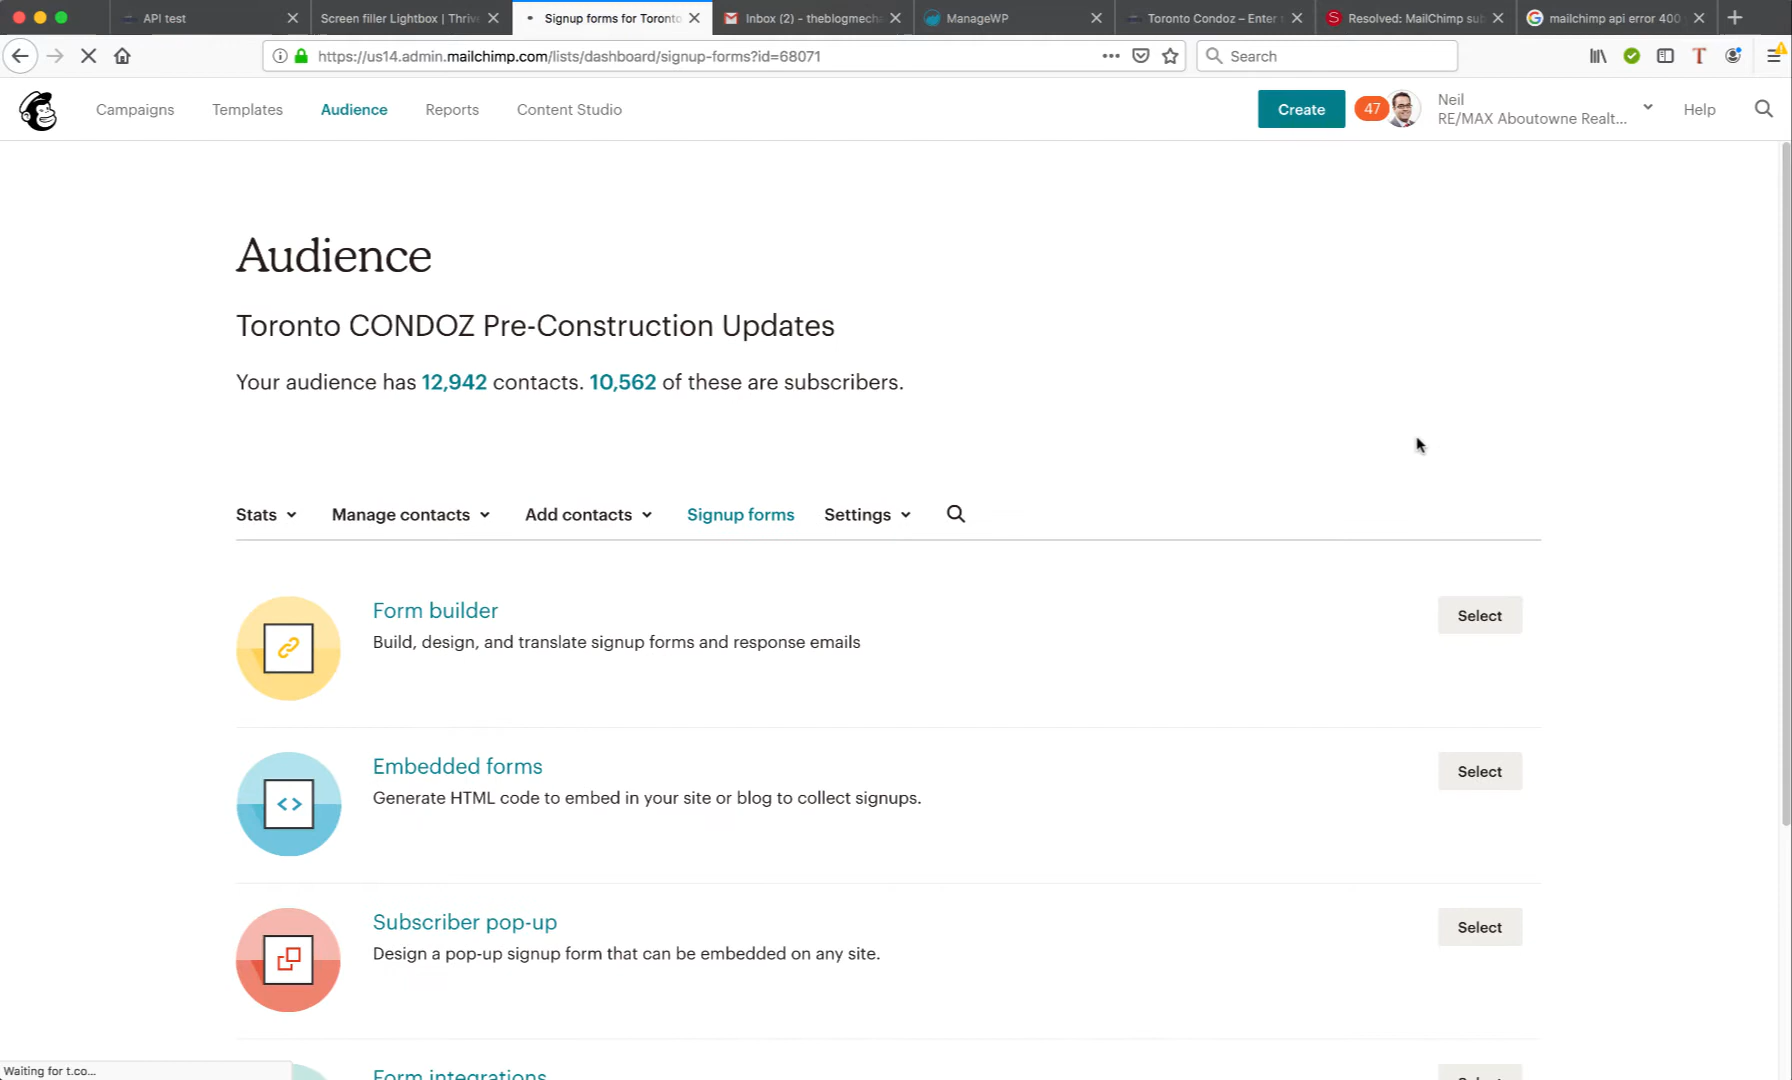 API test
Screen filler Lightbox | Thriv
Signup forms for Toronto
Inbox (2) - theblogmech
ManageWP
Toronto Condoz – Enter
Resolved: MailChimp su
mailchimp api error 400
https://us14.admin.mailchimp.com/lists/dashboard/signup-forms?id=68071
Search
Campaigns
Templates
Audience
Reports
Content Studio
Create
47
Neil
RE/MAX Aboutowne Realt...
Help
Audience
Toronto CONDOZ Pre-Construction Updates
Your audience has 12,942 contacts. 10,562 of these are subscribers.
Stats
Manage contacts
Add contacts
Signup forms
Settings
Form builder
Build, design, and translate signup forms and response emails
Select
Embedded forms
Generate HTML code to embed in your site or blog to collect signups.
Select
Subscriber pop-up
Design a pop-up signup form that can be embedded on any site.
Select
Form integrations
Select
Waiting for t.co...